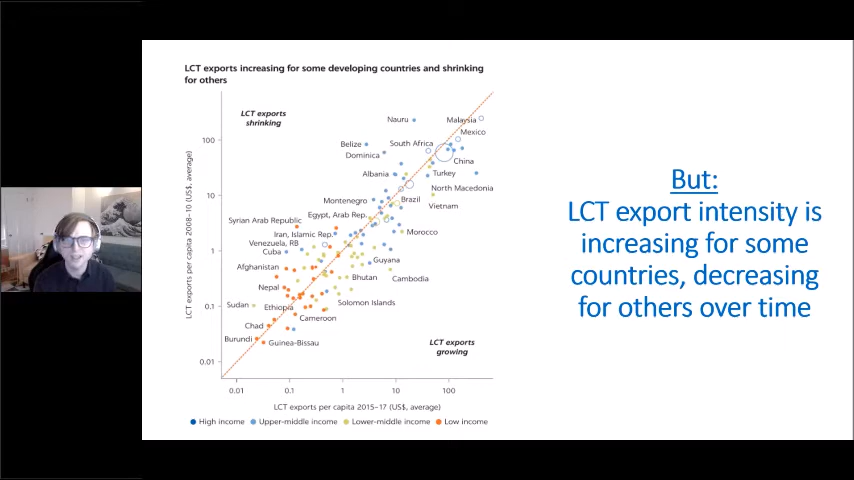 LCT exports increasing for some developing countries and shrinking
for others
LCT exports
shrinking
Nauru
Malaysia
Mexico
Belize
South Africa
Dominica
China
Albania
Turkey
North Macedonia
Montenegro
Brazil
Vietnam
Egypt, Arab Rep.
Syrian Arab Republic
Morocco
Iran, Islamic Rep.
Venezuela, RB
Cuba
Guyana
Afghanistan
Bhutan
Cambodia
Nepal
Sudan
Ethiopia
Solomon Islands
Cameroon
Chad
Burundi
Guinea-Bissau
LCT exports
growing
LCT exports per capita 2008–10 (US$, average)
100
10
1
0.1
0.01
0.01 0.1 1 10 100
LCT exports per capita 2015–17 (US$, average)
High income Upper-middle income Lower-middle income Low income
But:
LCT export intensity is
increasing for some
countries, decreasing
for others over time